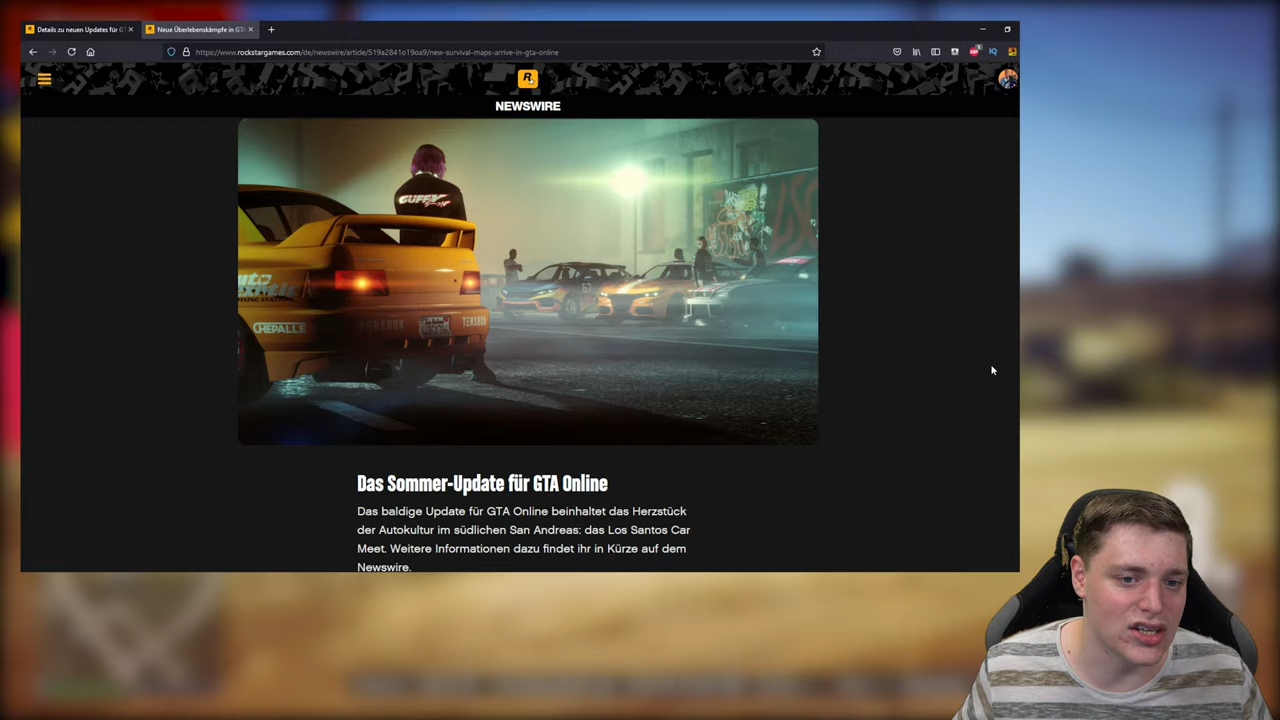 Details zu neuen Updates für GT
Neue Überlebenskämpfe in GTA
https://www.rockstargames.com/de/newswire/article/519a2841o19oa9/new-survival-maps-arrive-in-gta-online
NEWSWIRE
GUFFY
CHEPALLE
Das Sommer-Update für GTA Online
Das baldige Update für GTA Online beinhaltet das Herzstück
der Autokultur im südlichen San Andreas: das Los Santos Car
Meet. Weitere Informationen dazu findet ihr in Kürze auf dem
Newswire.